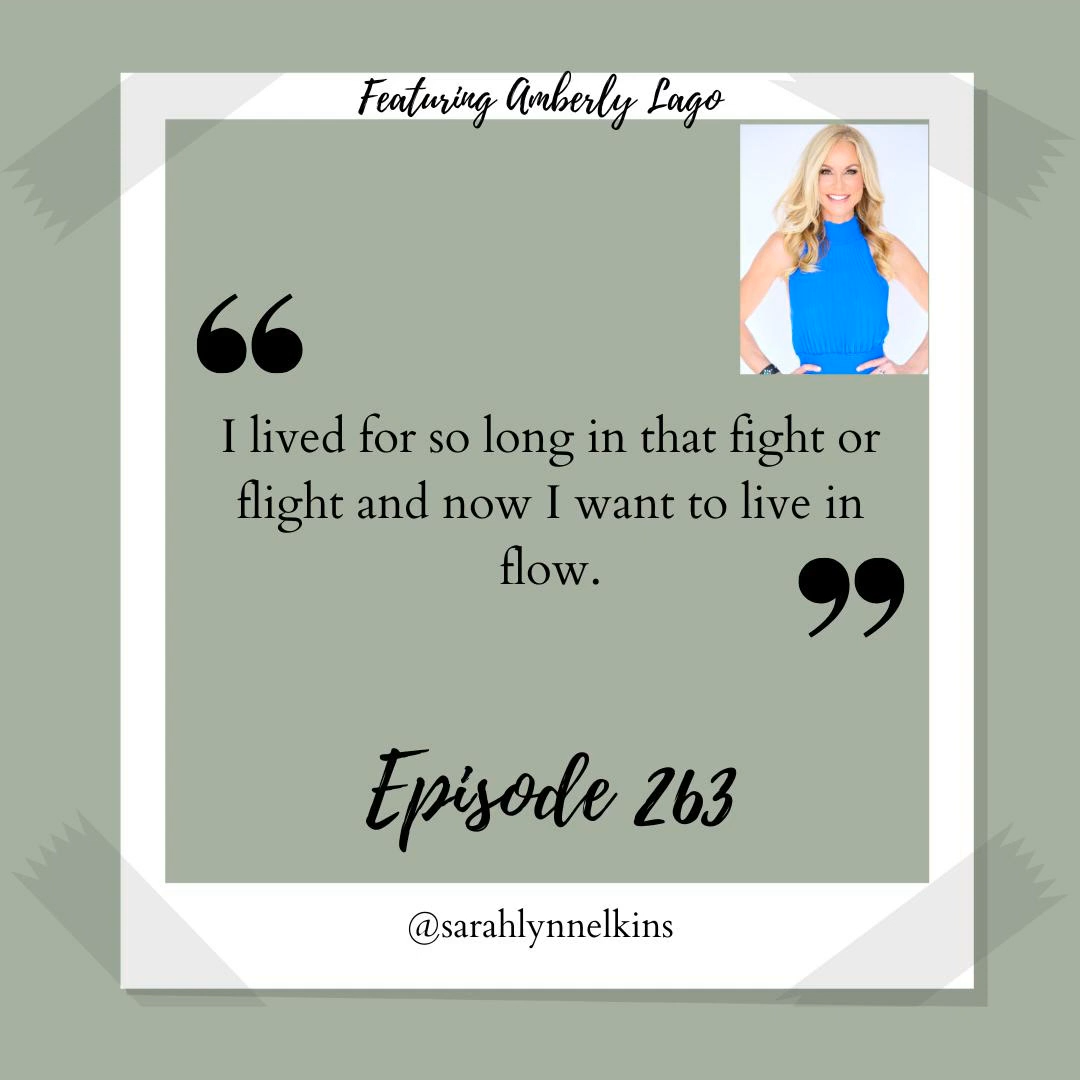 Featuring Amberly Lago
“
I lived for so long in that fight or
flight and now I want to live in
flow.
”
Episode 263
@sarahlynnelkins